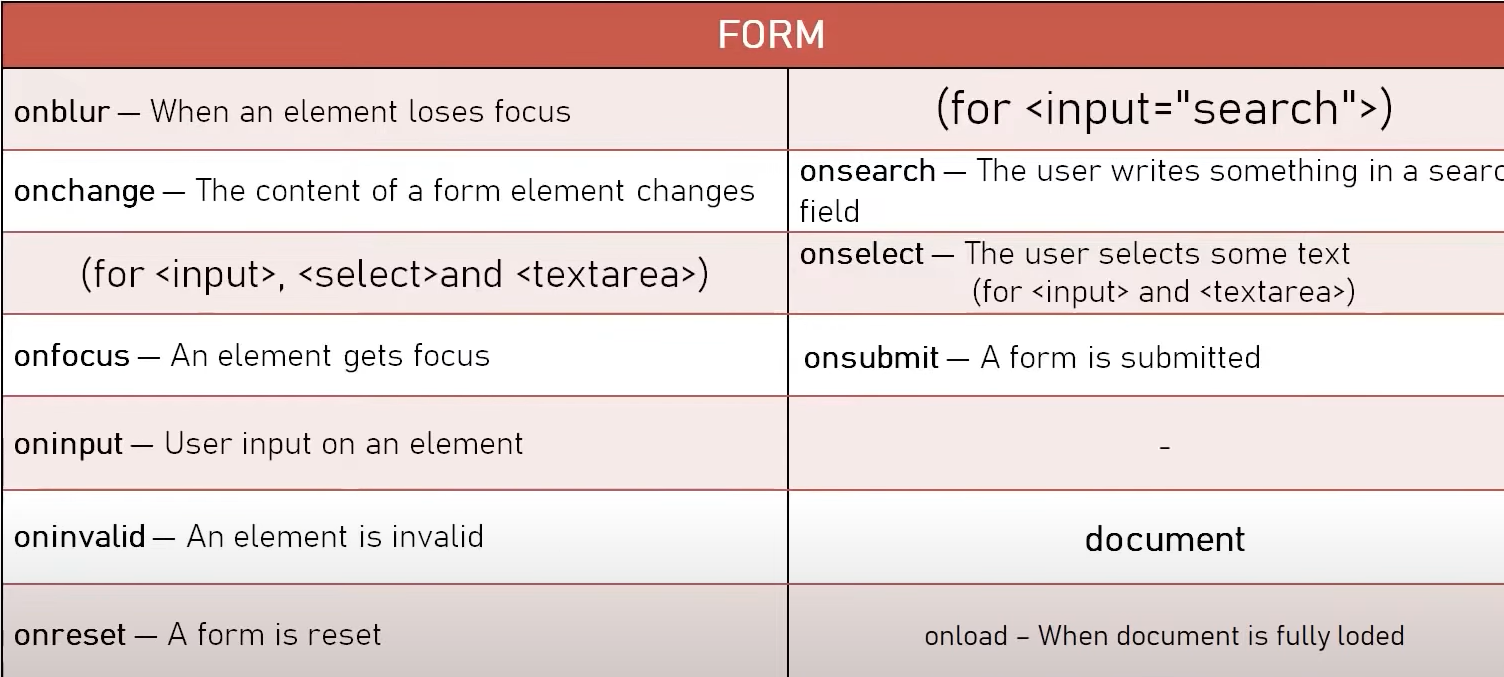 FORM
onblur — When an element loses focus
(for <input="search">)
onchange — The content of a form element changes
onsearch — The user writes something in a searc
field
(for <input>, <select>and <textarea>)
onselect — The user selects some text
(for <input> and <textarea>)
onfocus — An element gets focus
onsubmit — A form is submitted
oninput — User input on an element
-
oninvalid — An element is invalid
document
onreset — A form is reset
onload – When document is fully loded